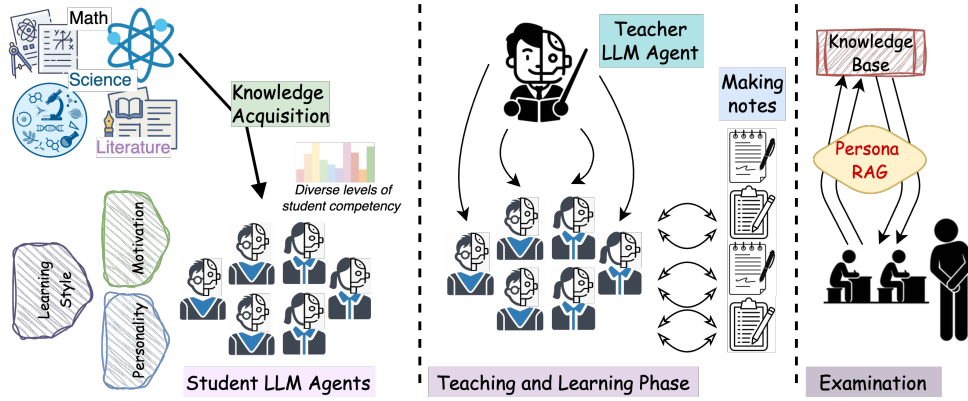 Math
Science
Literature
Knowledge
Acquisition
Diverse levels of
student competency
Learning
Style
Motivation
Personality
Student LLM Agents
Teacher
LLM Agent
Making
notes
Teaching and Learning Phase
Knowledge
Base
Persona
RAG
Examination